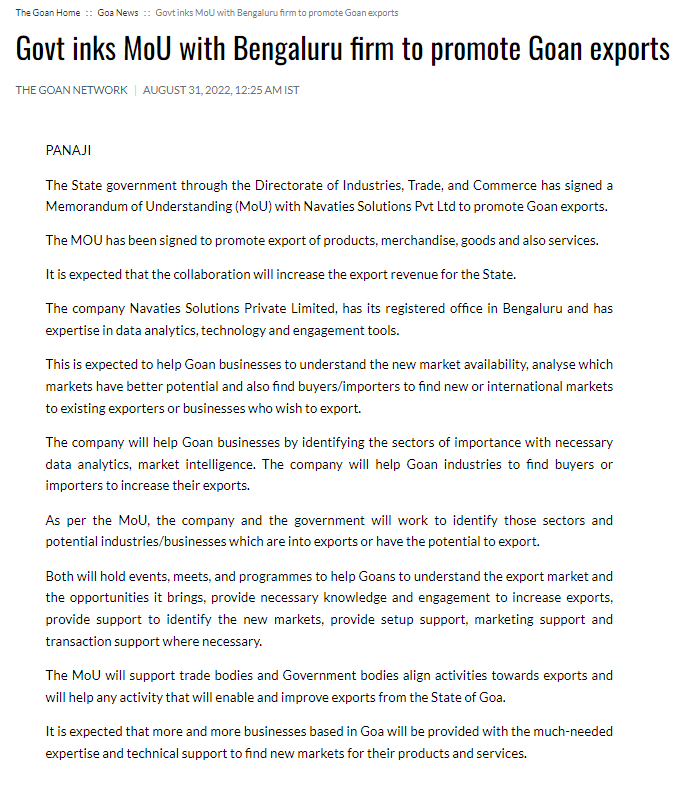 The Goan Home :: Goa News :: Govt inks MoU with Bengaluru firm to promote Goan exports
Govt inks MoU with Bengaluru firm to promote Goan exports
THE GOAN NETWORK | AUGUST 31, 2022, 12:25 AM IST
PANAJI
The State government through the Directorate of Industries, Trade, and Commerce has signed a
Memorandum of Understanding (MoU) with Navaties Solutions Pvt Ltd to promote Goan exports.
The MOU has been signed to promote export of products, merchandise, goods and also services.
It is expected that the collaboration will increase the export revenue for the State.
The company Navaties Solutions Private Limited, has its registered office in Bengaluru and has
expertise in data analytics, technology and engagement tools.
This is expected to help Goan businesses to understand the new market availability, analyse which
markets have better potential and also find buyers/importers to find new or international markets
to existing exporters or businesses who wish to export.
The company will help Goan businesses by identifying the sectors of importance with necessary
data analytics, market intelligence. The company will help Goan industries to find buyers or
importers to increase their exports.
As per the MoU, the company and the government will work to identify those sectors and
potential industries/businesses which are into exports or have the potential to export.
Both will hold events, meets, and programmes to help Goans to understand the export market and
the opportunities it brings, provide necessary knowledge and engagement to increase exports,
provide support to identify the new markets, provide setup support, marketing support and
transaction support where necessary.
The MoU will support trade bodies and Government bodies align activities towards exports and
will help any activity that will enable and improve exports from the State of Goa.
It is expected that more and more businesses based in Goa will be provided with the much-needed
expertise and technical support to find new markets for their products and services.